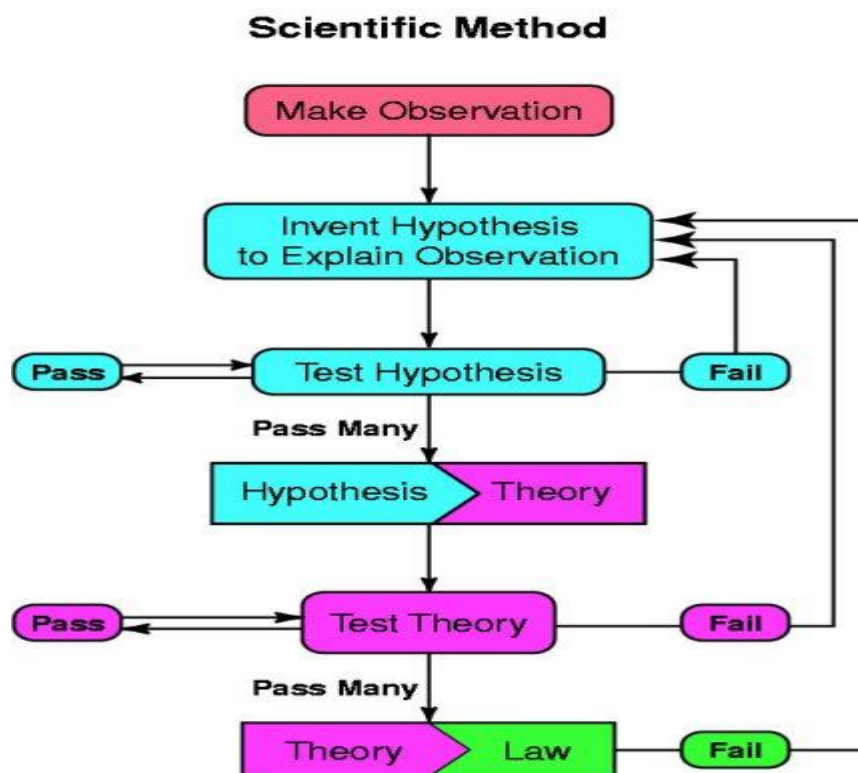 Scientific Method
Make Observation
Invent Hypothesis
to Explain Observation
Pass
Test Hypothesis
Fail
Pass Many
Hypothesis
Theory
Pass
Test Theory
Fail
Pass Many
Theory
Law
Fail